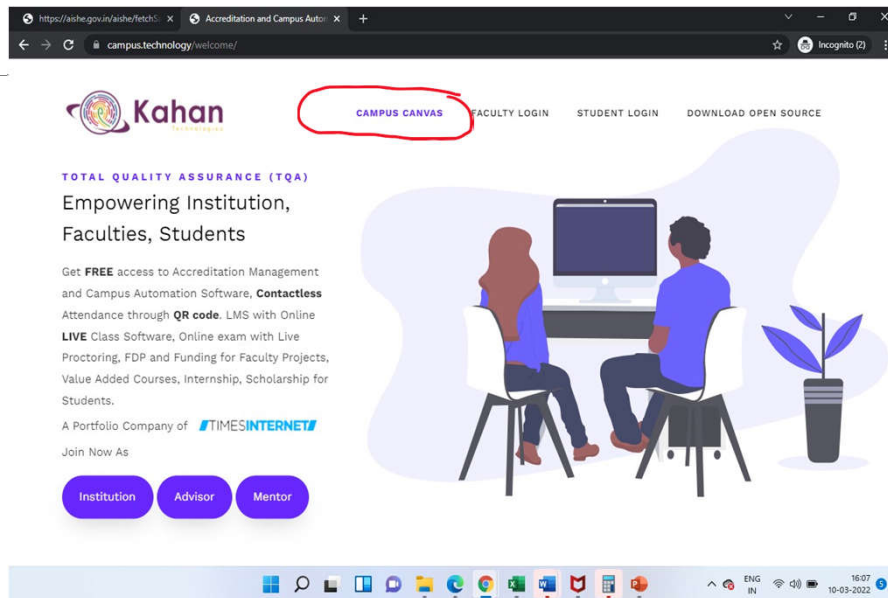 https://aishe.gov.in/aishe/fetchS
Accreditation and Campus Autom
campus.technology/welcome/
Incognito (2)
Kahan
Technologies
CAMPUS CANVAS
FACULTY LOGIN
STUDENT LOGIN
DOWNLOAD OPEN SOURCE
TOTAL QUALITY ASSURANCE (TQA)
Empowering Institution,
Faculties, Students
Get FREE access to Accreditation Management
and Campus Automation Software, Contactless
Attendance through QR code. LMS with Online
LIVE Class Software, Online exam with Live
Proctoring, FDP and Funding for Faculty Projects,
Value Added Courses, Internship, Scholarship for
Students.
A Portfolio Company of TIMESINTERNET
Join Now As
Institution
Advisor
Mentor
ENG
IN
16:07
10-03-2022
5